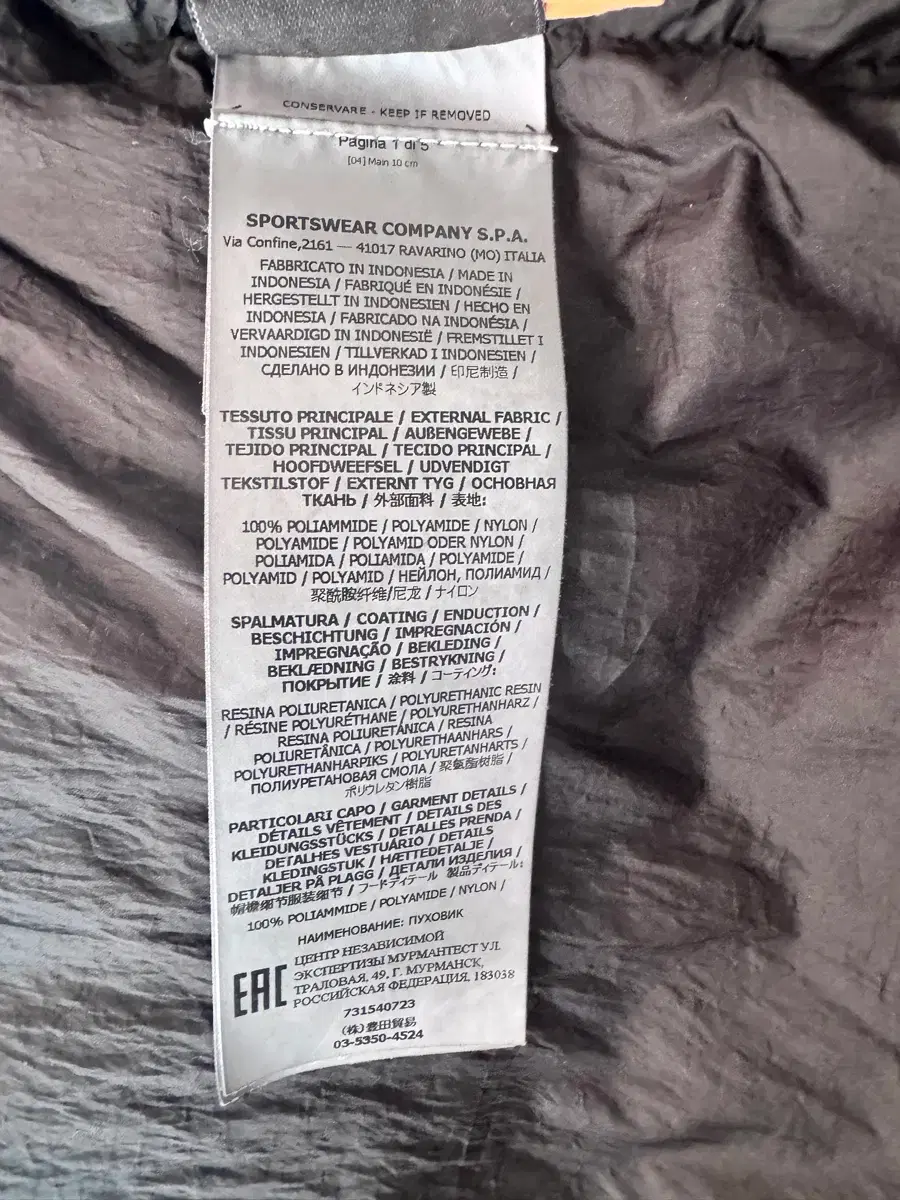 CONSERVARE - KEEP IF REMOVED
Pagina 1 di 5
[04] Main 10 cm
SPORTSWEAR COMPANY S.P.A.
Via Confine,2161 — 41017 RAVARINO (MO) ITALIA
FABBRICATO IN INDONESIA / MADE IN
INDONESIA / FABRIQUÉ EN INDONÉSIE /
HERGESTELLT IN INDONESIEN / HECHO EN
INDONESIA / FABRICADO NA INDONÉSIA /
VERVAARDIGD IN INDONESIË / FREMSTILLET I
INDONESIEN / TILLVERKAD I INDONESIEN /
СДЕЛАНО В ИНДОНЕЗИИ / 印尼制造 /
インドネシア製
TESSUTO PRINCIPALE / EXTERNAL FABRIC /
TISSU PRINCIPAL / AUßENGEWEBE /
TEJIDO PRINCIPAL / TECIDO PRINCIPAL /
HOOFDWEEFSEL / UDVENDIGT
TEKSTILSTOF / EXTERNT TYG / ОСНОВНАЯ
ТКАНЬ / 外部面料 / 表地:
100% POLIAMMIDE / POLYAMIDE / NYLON /
POLYAMIDE / POLYAMID ODER NYLON /
POLIAMIDA / POLIAMIDA / POLYAMIDE /
POLYAMID / POLYAMID / НЕЙЛОН, ПОЛИАМИД /
聚酰胺纤维/尼龙 / ナイロン
SPALMATURA / COATING / ENDUCTION /
BESCHICHTUNG / IMPREGNACIÓN /
IMPREGNAÇÃO / BEKLEDING /
BEKLÆDNING / BESTRYKNING /
ПОКРЫТИЕ / 涂料 / コーティング:
RESINA POLIURETANICA / POLYURETHANIC RESIN
/ RÉSINE POLYURÉTHANE / POLYURETHANHARZ /
RESINA POLIURETÁNICA / RESINA
POLIURETÂNICA / POLYURETHAANHARS /
POLYURETHANHARPIKS / POLYURETANHARTS /
ПОЛИУРЕТАНОВАЯ СМОЛА / 聚氨酯树脂 /
ポリウレタン樹脂
PARTICOLARI CAPO / GARMENT DETAILS /
DÉTAILS VÊTEMENT / DETAILS DES
KLEIDUNGSSTÜCKS / DETALLES PRENDA /
DETALHES VESTUÁRIO / DETAILS
KLEDINGSTUK / HÆTTEDETALJE /
DETALJER PÅ PLAGG / ДЕТАЛИ ИЗДЕЛИЯ /
帽檐细节服装细节 / フードディテール 製品ディテール:
100% POLIAMMIDE / POLYAMIDE / NYLON /
НАИМЕНОВАНИЕ: ПУХОВИК
EAC
ЦЕНТР НЕЗАВИСИМОЙ
ЭКСПЕРТИЗЫ МУРМАНТЕСТ УЛ.
ТРАЛОВАЯ, 49, Г. МУРМАНСК,
РОССИЙСКАЯ ФЕДЕРАЦИЯ, 183038
731540723
(株) 豊田貿易
03-5350-4524